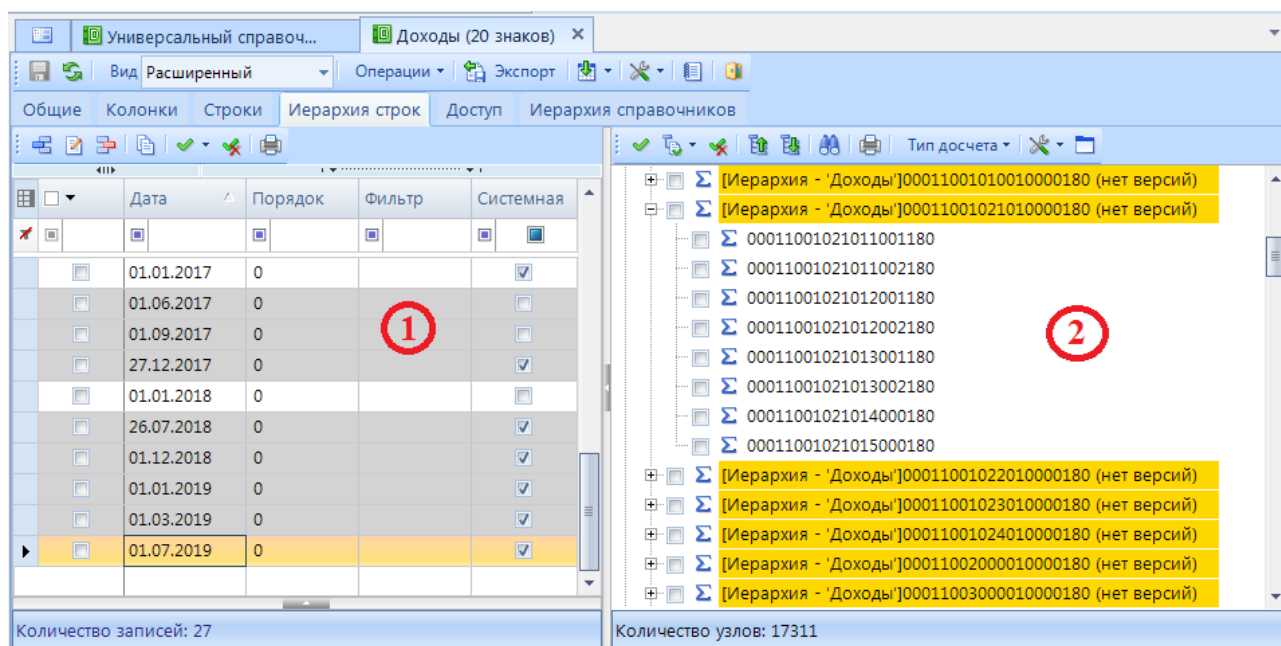 Универсальный справоч...
Доходы (20 знаков)
Вид Расширенный Операции Экспорт
Общие Колонки Строки Иерархия строк Доступ Иерархия справочников
Тип досчета
Дата Порядок Фильтр Системная
01.01.2017 0
01.06.2017 0
01.09.2017 0
27.12.2017 0
01.01.2018 0
26.07.2018 0
01.12.2018 0
01.01.2019 0
01.03.2019 0
01.07.2019 0
1
Количество записей: 27
[Иерархия - 'Доходы']00011001010010000180 (нет версий)
[Иерархия - 'Доходы']00011001021010000180 (нет версий)
00011001021011001180
00011001021011002180
00011001021012001180
00011001021012002180
00011001021013001180
00011001021013002180
00011001021014000180
00011001021015000180
2
[Иерархия - 'Доходы']00011001022010000180 (нет версий)
[Иерархия - 'Доходы']00011001023010000180 (нет версий)
[Иерархия - 'Доходы']00011001024010000180 (нет версий)
[Иерархия - 'Доходы']00011002000010000180 (нет версий)
[Иерархия - 'Доходы']00011003000010000180 (нет версий)
Количество узлов: 17311